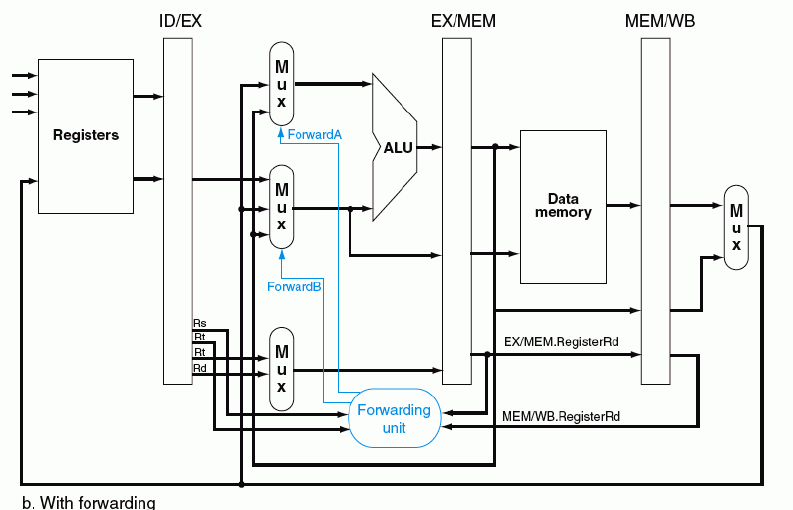 ID/EX
EX/MEM
MEM/WB
Registers
M
u
x
ForwardA
ALU
M
u
x
ForwardB
Data
memory
M
u
x
Rs
Rt
Rt
Rd
M
u
x
EX/MEM.RegisterRd
Forwarding
unit
MEM/WB.RegisterRd
b. With forwarding